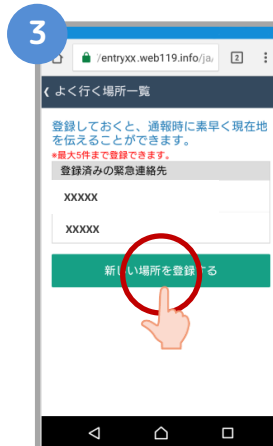 3
/entryxx.web119.info/ja/
2
よく行く場所一覧
登録しておくと、通報時に素早く現在地
を伝えることができます。
*最大5件まで登録できます。
登録済みの緊急連絡先
XXXXX
XXXXX
新しい場所を登録する